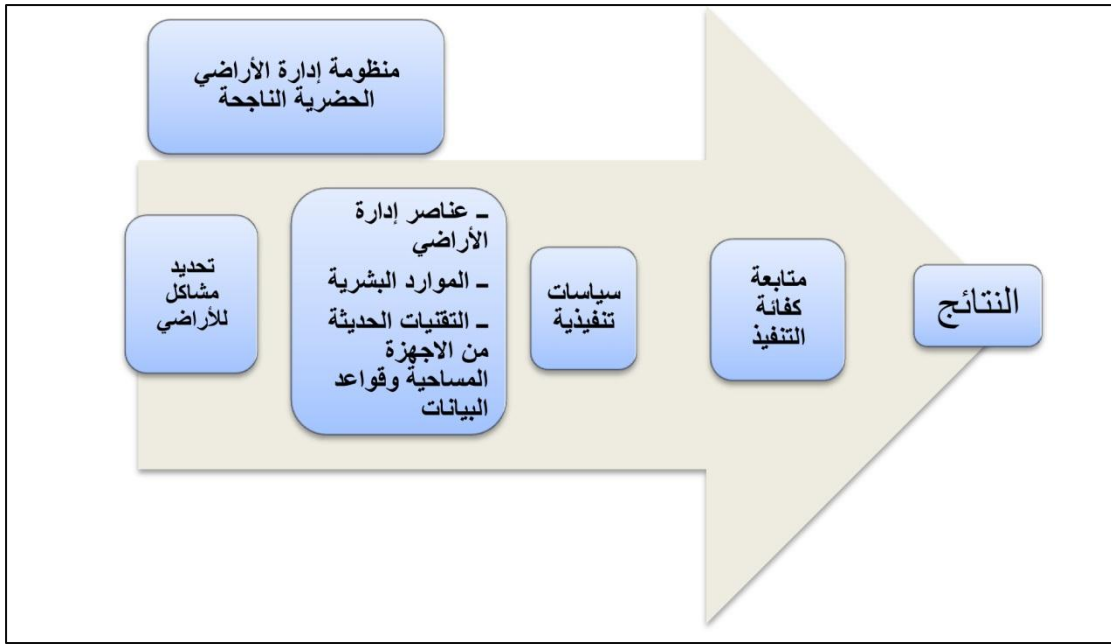 منظومة إدارة الأراضي
الحضرية الناجحة
تحديد
مشاكل
للأراضي
ـ عناصر إدارة
الأراضي
ـ الموارد البشرية
ـ التقنيات الحديثة
من الاجهزة
المساحية وقواعد
البيانات
سياسات
تنفيذية
متابعة
كفائة
التنفيذ
النتائج